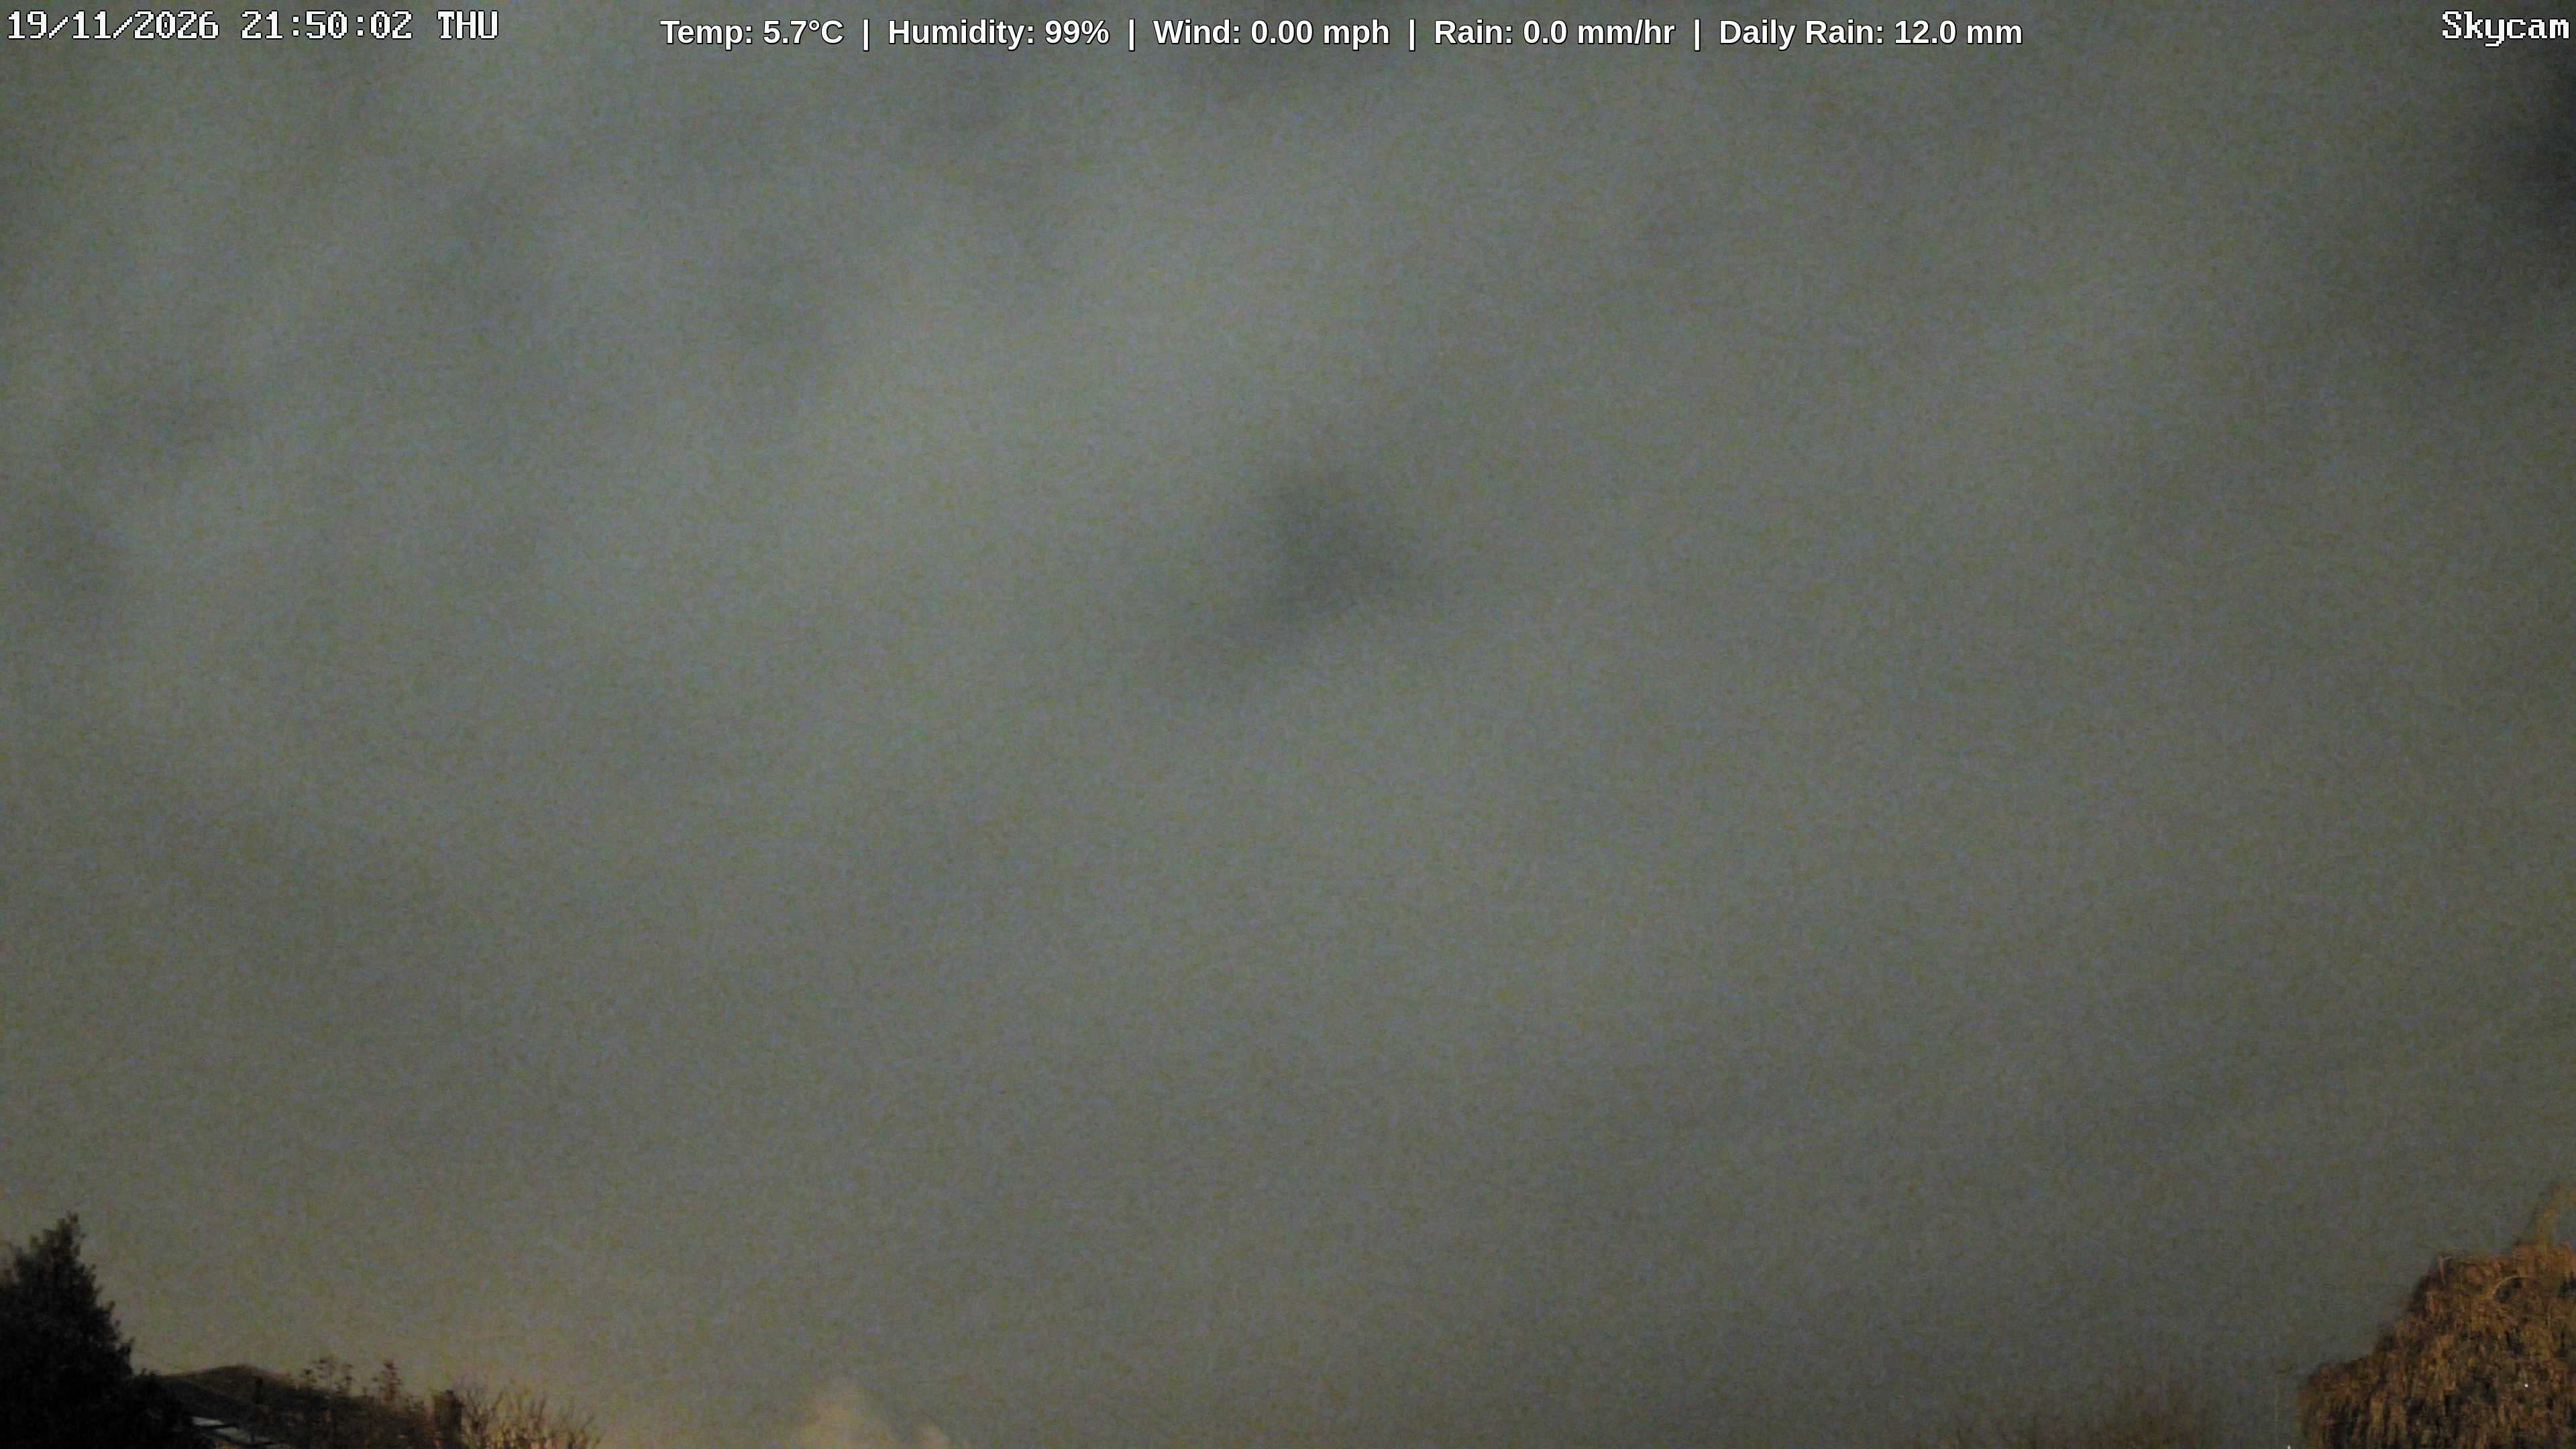 19/11/2026 21:50:02 THU
Temp: 5.7°C | Humidity: 99% | Wind: 0.00 mph | Rain: 0.0 mm/hr | Daily Rain: 12.0 mm
Skycam